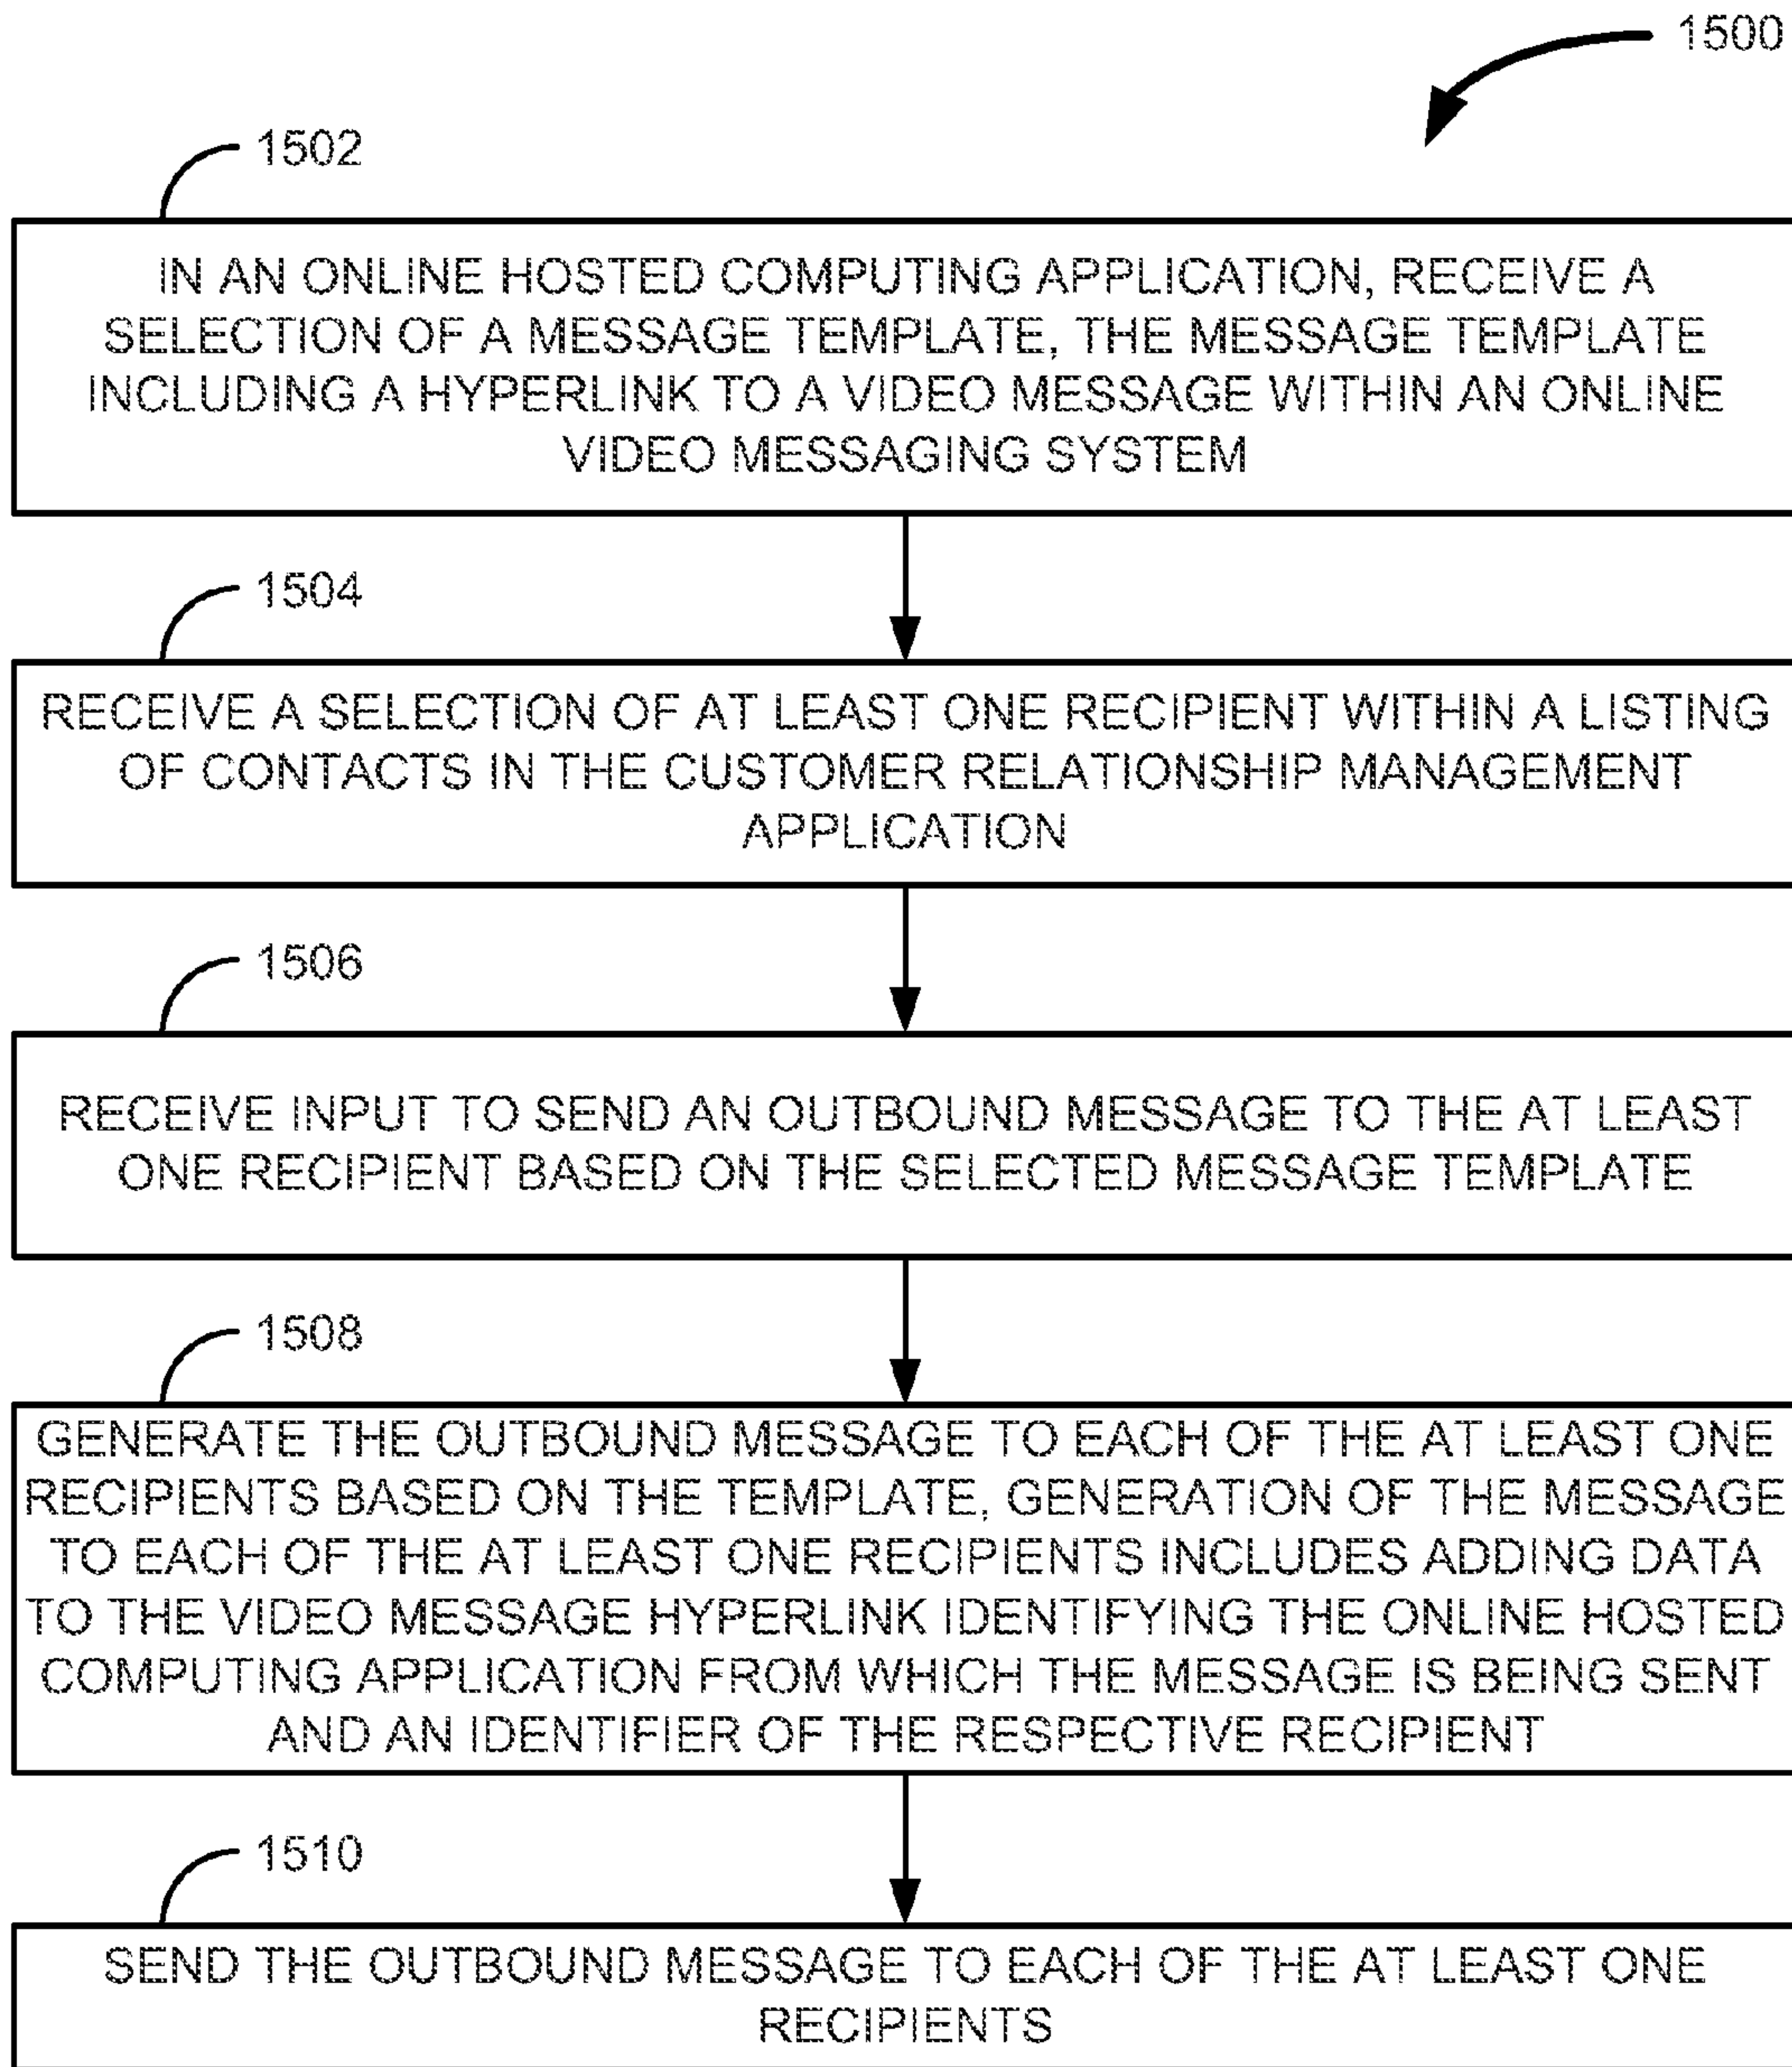 1500
1502
IN AN ONLINE HOSTED COMPUTING APPLICATION, RECEIVE A
SELECTION OF A MESSAGE TEMPLATE, THE MESSAGE TEMPLATE
INCLUDING A HYPERLINK TO A VIDEO MESSAGE WITHIN AN ONLINE
VIDEO MESSAGING SYSTEM
1504
RECEIVE A SELECTION OF AT LEAST ONE RECIPIENT WITHIN A LISTING
OF CONTACTS IN THE CUSTOMER RELATIONSHIP MANAGEMENT
APPLICATION
1506
RECEIVE INPUT TO SEND AN OUTBOUND MESSAGE TO THE AT LEAST
ONE RECIPIENT BASED ON THE SELECTED MESSAGE TEMPLATE
1508
GENERATE THE OUTBOUND MESSAGE TO EACH OF THE AT LEAST ONE
RECIPIENTS BASED ON THE TEMPLATE, GENERATION OF THE MESSAGE
TO EACH OF THE AT LEAST ONE RECIPIENTS INCLUDES ADDING DATA
TO THE VIDEO MESSAGE HYPERLINK IDENTIFYING THE ONLINE HOSTED
COMPUTING APPLICATION FROM WHICH THE MESSAGE IS BEING SENT
AND AN IDENTIFIER OF THE RESPECTIVE RECIPIENT
1510
SEND THE OUTBOUND MESSAGE TO EACH OF THE AT LEAST ONE
RECIPIENTS